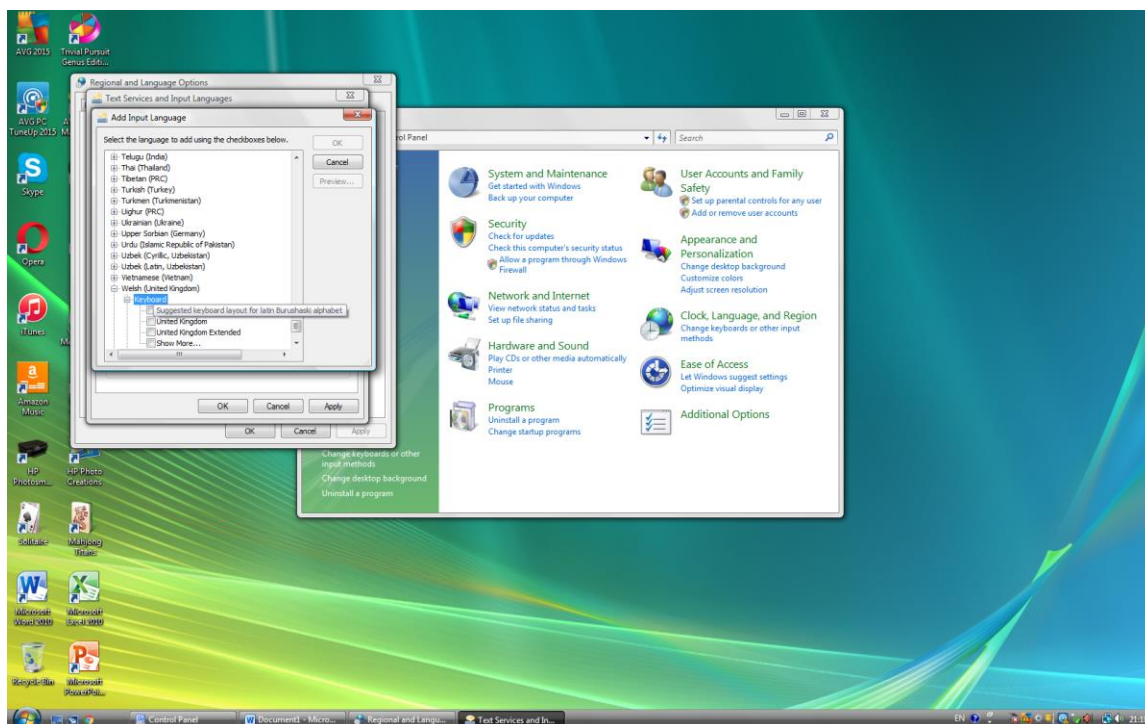 AVG 2015
Trivial Pursuit
Genus Editi...
AVG PC
TuneUp 2015
Skype
Opera
iTunes
Amazon
Music
HP
Photosm...
HP Photo
Creations
Solitaire
Mahjong
Titans
Microsoft
Word 2010
Microsoft
Excel 2010
Recycle Bin
Microsoft
PowerPoi...
Regional and Language Options
Text Services and Input Languages
Add Input Language
Select the language to add using the checkboxes below.
OK
Cancel
Preview...
Telugu (India)
Thai (Thailand)
Tibetan (PRC)
Turkish (Turkey)
Turkmen (Turkmenistan)
Uighur (PRC)
Ukrainian (Ukraine)
Upper Sorbian (Germany)
Urdu (Islamic Republic of Pakistan)
Uzbek (Cyrillic, Uzbekistan)
Uzbek (Latin, Uzbekistan)
Vietnamese (Vietnam)
Welsh (United Kingdom)
Keyboard
Suggested keyboard layout for latin Burushaski alphabet
United Kingdom
United Kingdom Extended
Show More...
OK Cancel Apply
OK Cancel Apply
rol Panel
Search
System and Maintenance
Get started with Windows
Back up your computer
Security
Check for updates
Check this computer's security status
Allow a program through Windows
Firewall
Network and Internet
View network status and tasks
Set up file sharing
Hardware and Sound
Play CDs or other media automatically
Printer
Mouse
Programs
Uninstall a program
Change startup programs
User Accounts and Family
Safety
Set up parental controls for any user
Add or remove user accounts
Appearance and
Personalization
Change desktop background
Customize colors
Adjust screen resolution
Clock, Language, and Region
Change keyboards or other input
methods
Ease of Access
Let Windows suggest settings
Optimize visual display
Additional Options
Change keyboards or other
input methods
Change desktop background
Uninstall a program
Control Panel
Document1 - Micro...
Regional and Langu...
Text Services and In...
EN